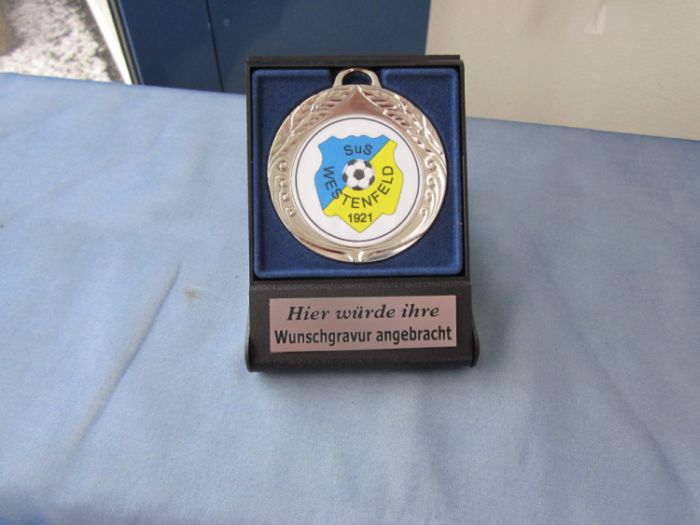 SuS
WESTENFELD
1921
Hier würde ihre
Wunschgravur angebracht